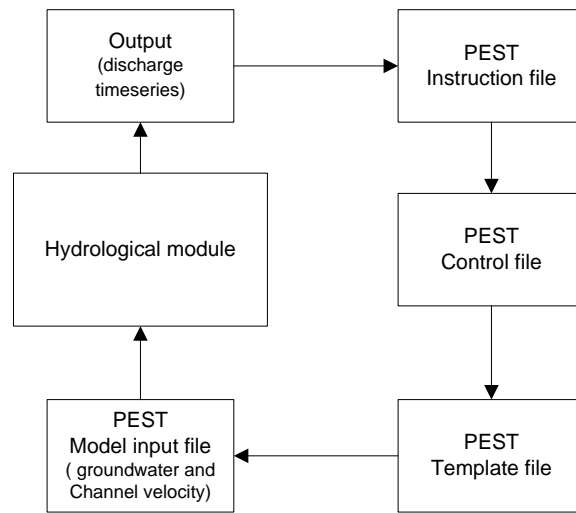 Output
(discharge
timeseries)
PEST
Instruction file
Hydrological module
PEST
Control file
PEST
Model input file
( groundwater and
Channel velocity)
PEST
Template file